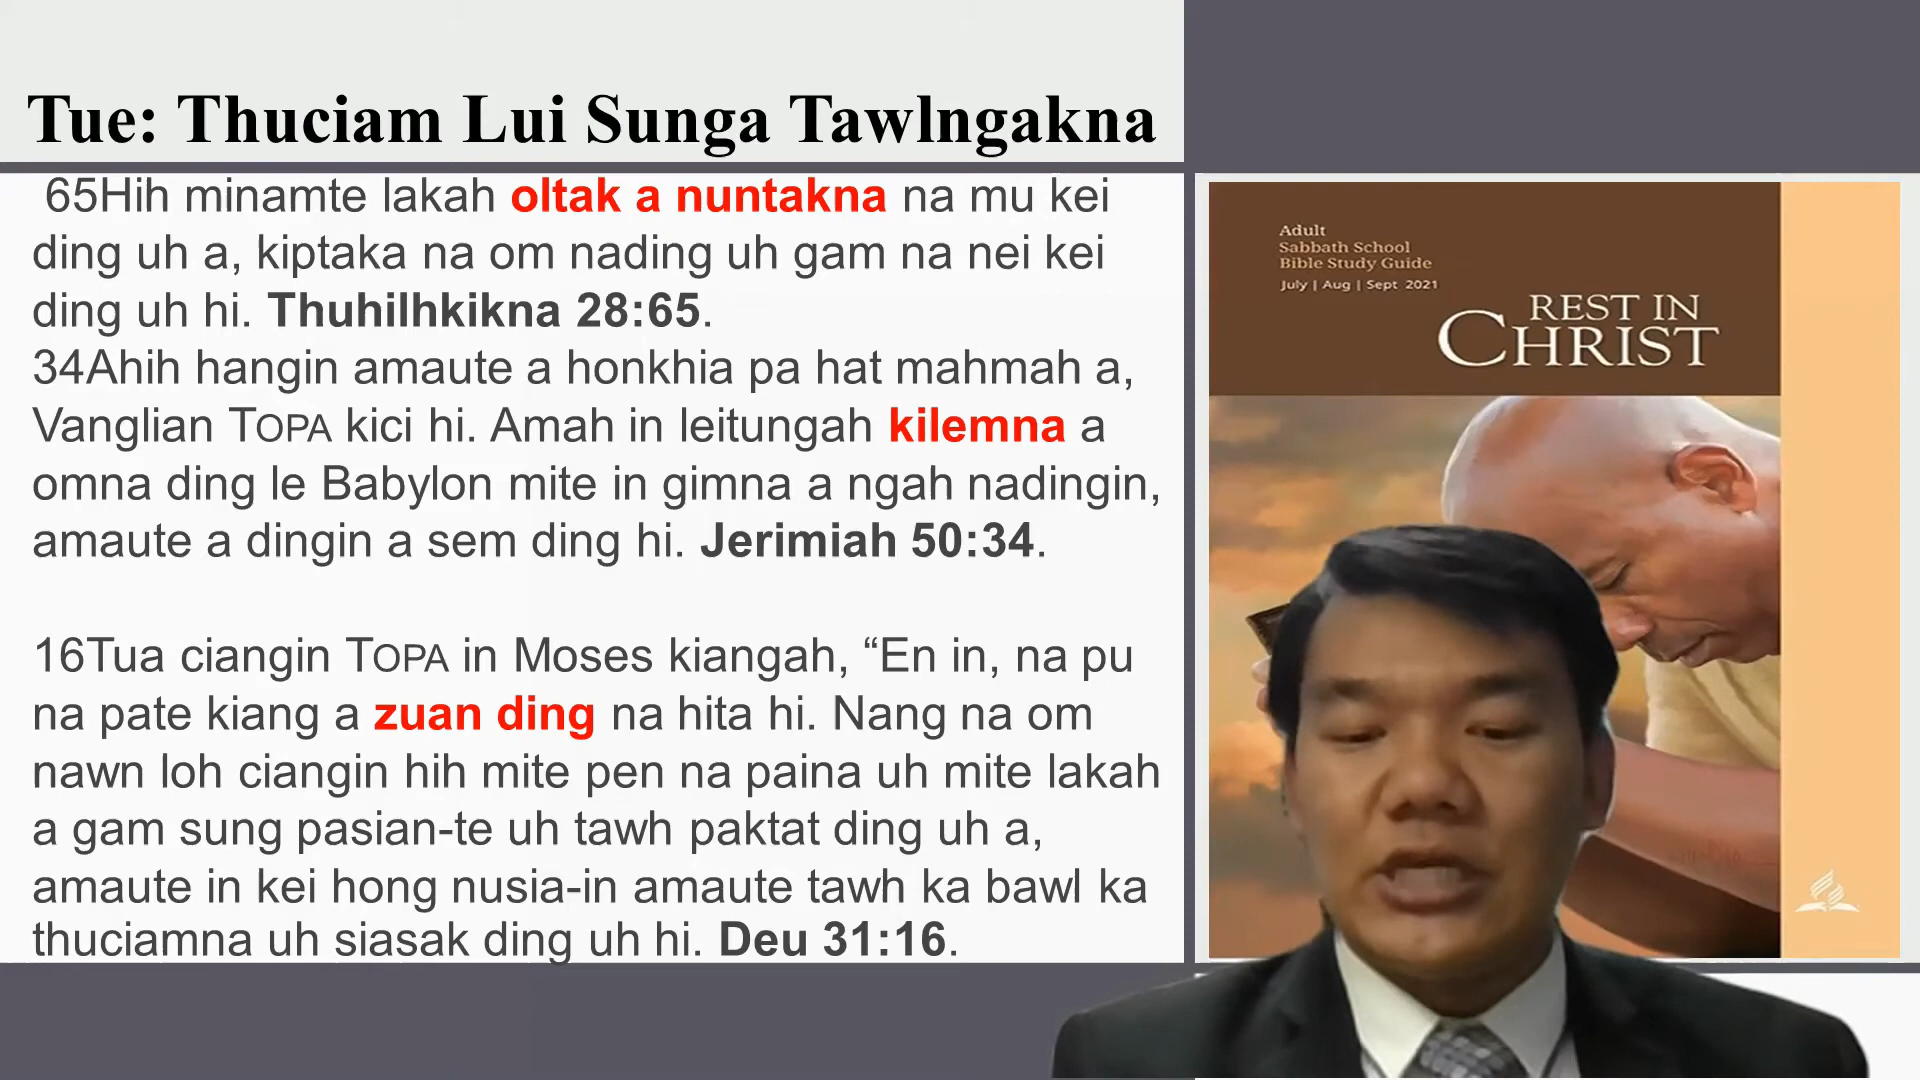 Tue: Thuciam Lui Sunga Tawlngakna
65Hih minamte lakah oltak a nuntakna na mu kei
ding uh a, kiptaka na om nading uh gam na nei kei
ding uh hi. Thuhilhkikna 28:65.
34Ahih hangin amaute a honkhia pa hat mahmah a,
Vanglian TOPA kici hi. Amah in leitungah kilemna a
omna ding le Babylon mite in gimna a ngah nadingin,
amaute a dingin a sem ding hi. Jerimiah 50:34.
16Tua ciangin TOPA in Moses kiangah, “En in, na pu
na pate kiang a zuan ding na hita hi. Nang na om
nawn loh ciangin hih mite pen na paina uh mite lakah
a gam sung pasian-te uh tawh paktat ding uh a,
amaute in kei hong nusia-in amaute tawh ka bawl ka
thuciamna uh siasak ding uh hi. Deu 31:16.
Adult
Sabbath School
Bible Study Guide
July | Aug | Sept 2021
REST IN
CHRIST